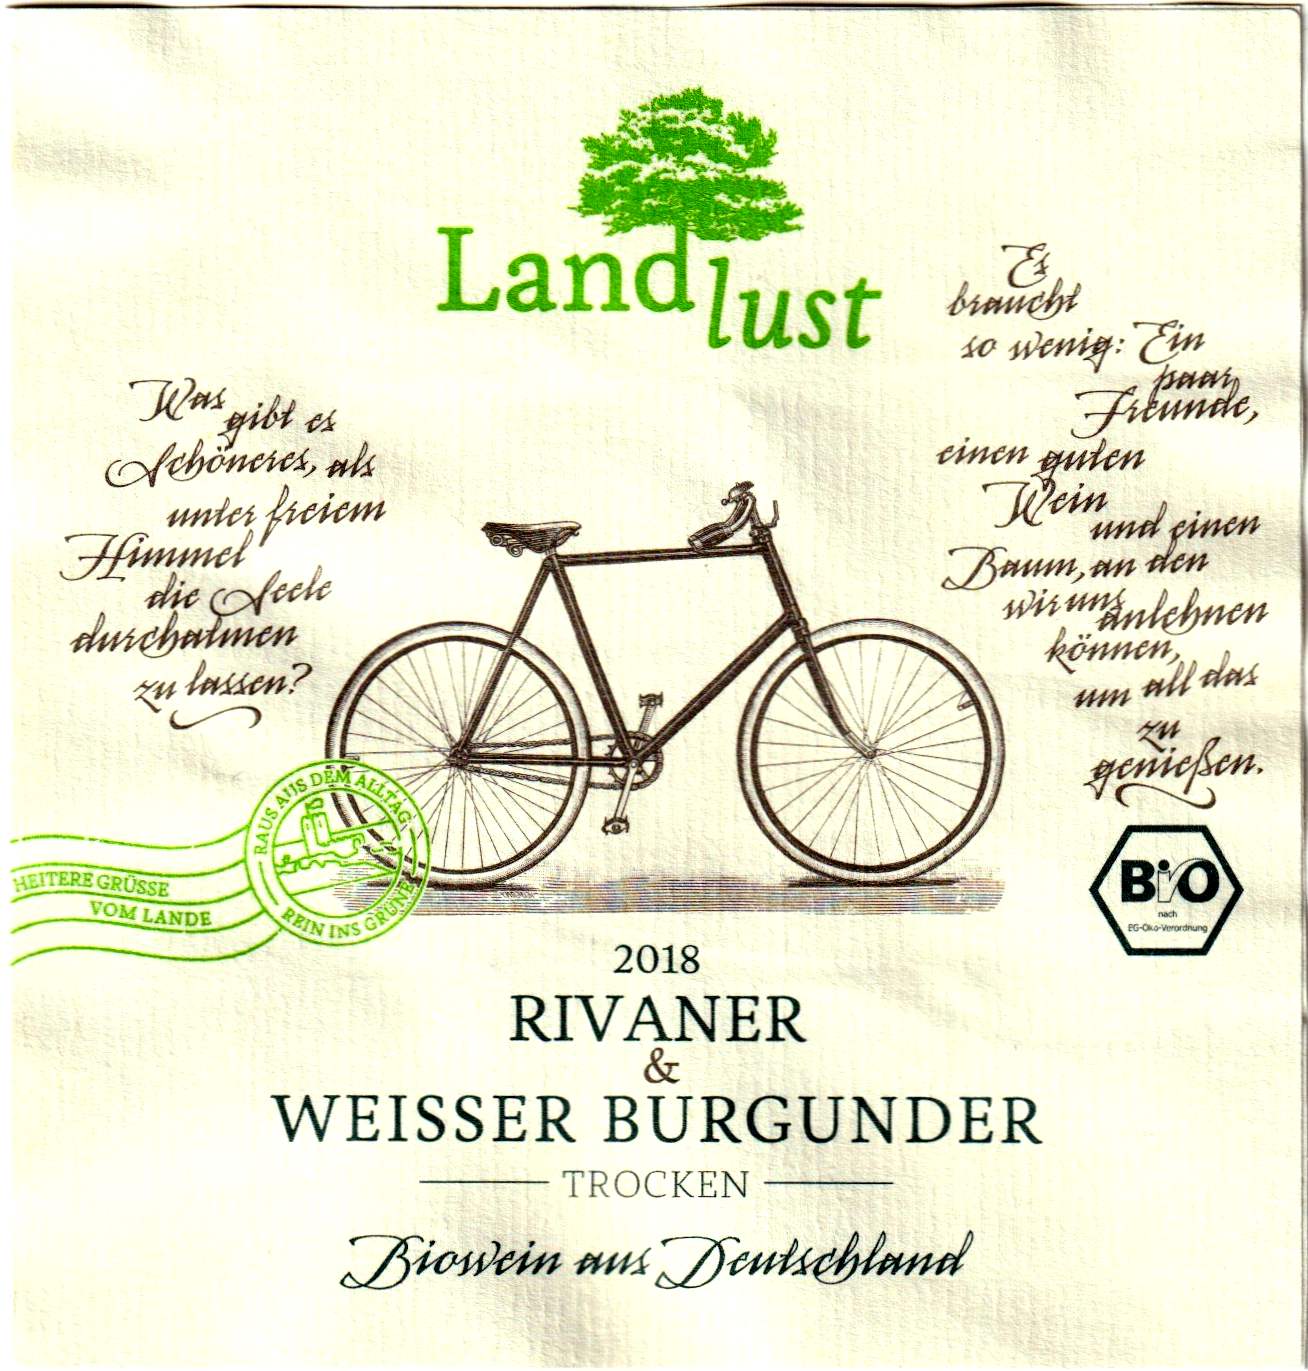 Land
lust
Was
gibt es
Schöneres, als
unter freiem
Himmel
die Seele
durchatmen
zu lassen?
Es
braucht
so wenig: Ein
paar
Freunde,
einen guten
Wein
und einen
Baum, an den
wir uns
anlehnen
können,
um all das
zu
genießen.
RAUS AUS DEM ALLTAG,
REIN INS GRÜNE
HEITERE GRÜSSE
VOM LANDE
BiO
nach
EG-Öko-Verordnung
2018
RIVANER
&
WEISSER BURGUNDER
TROCKEN
Biowein aus Deutschland